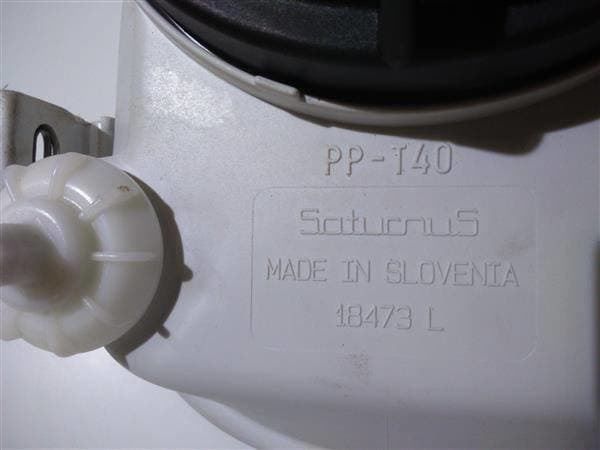 PP-T40
SaturnuS
MADE IN SLOVENIA
18473 L